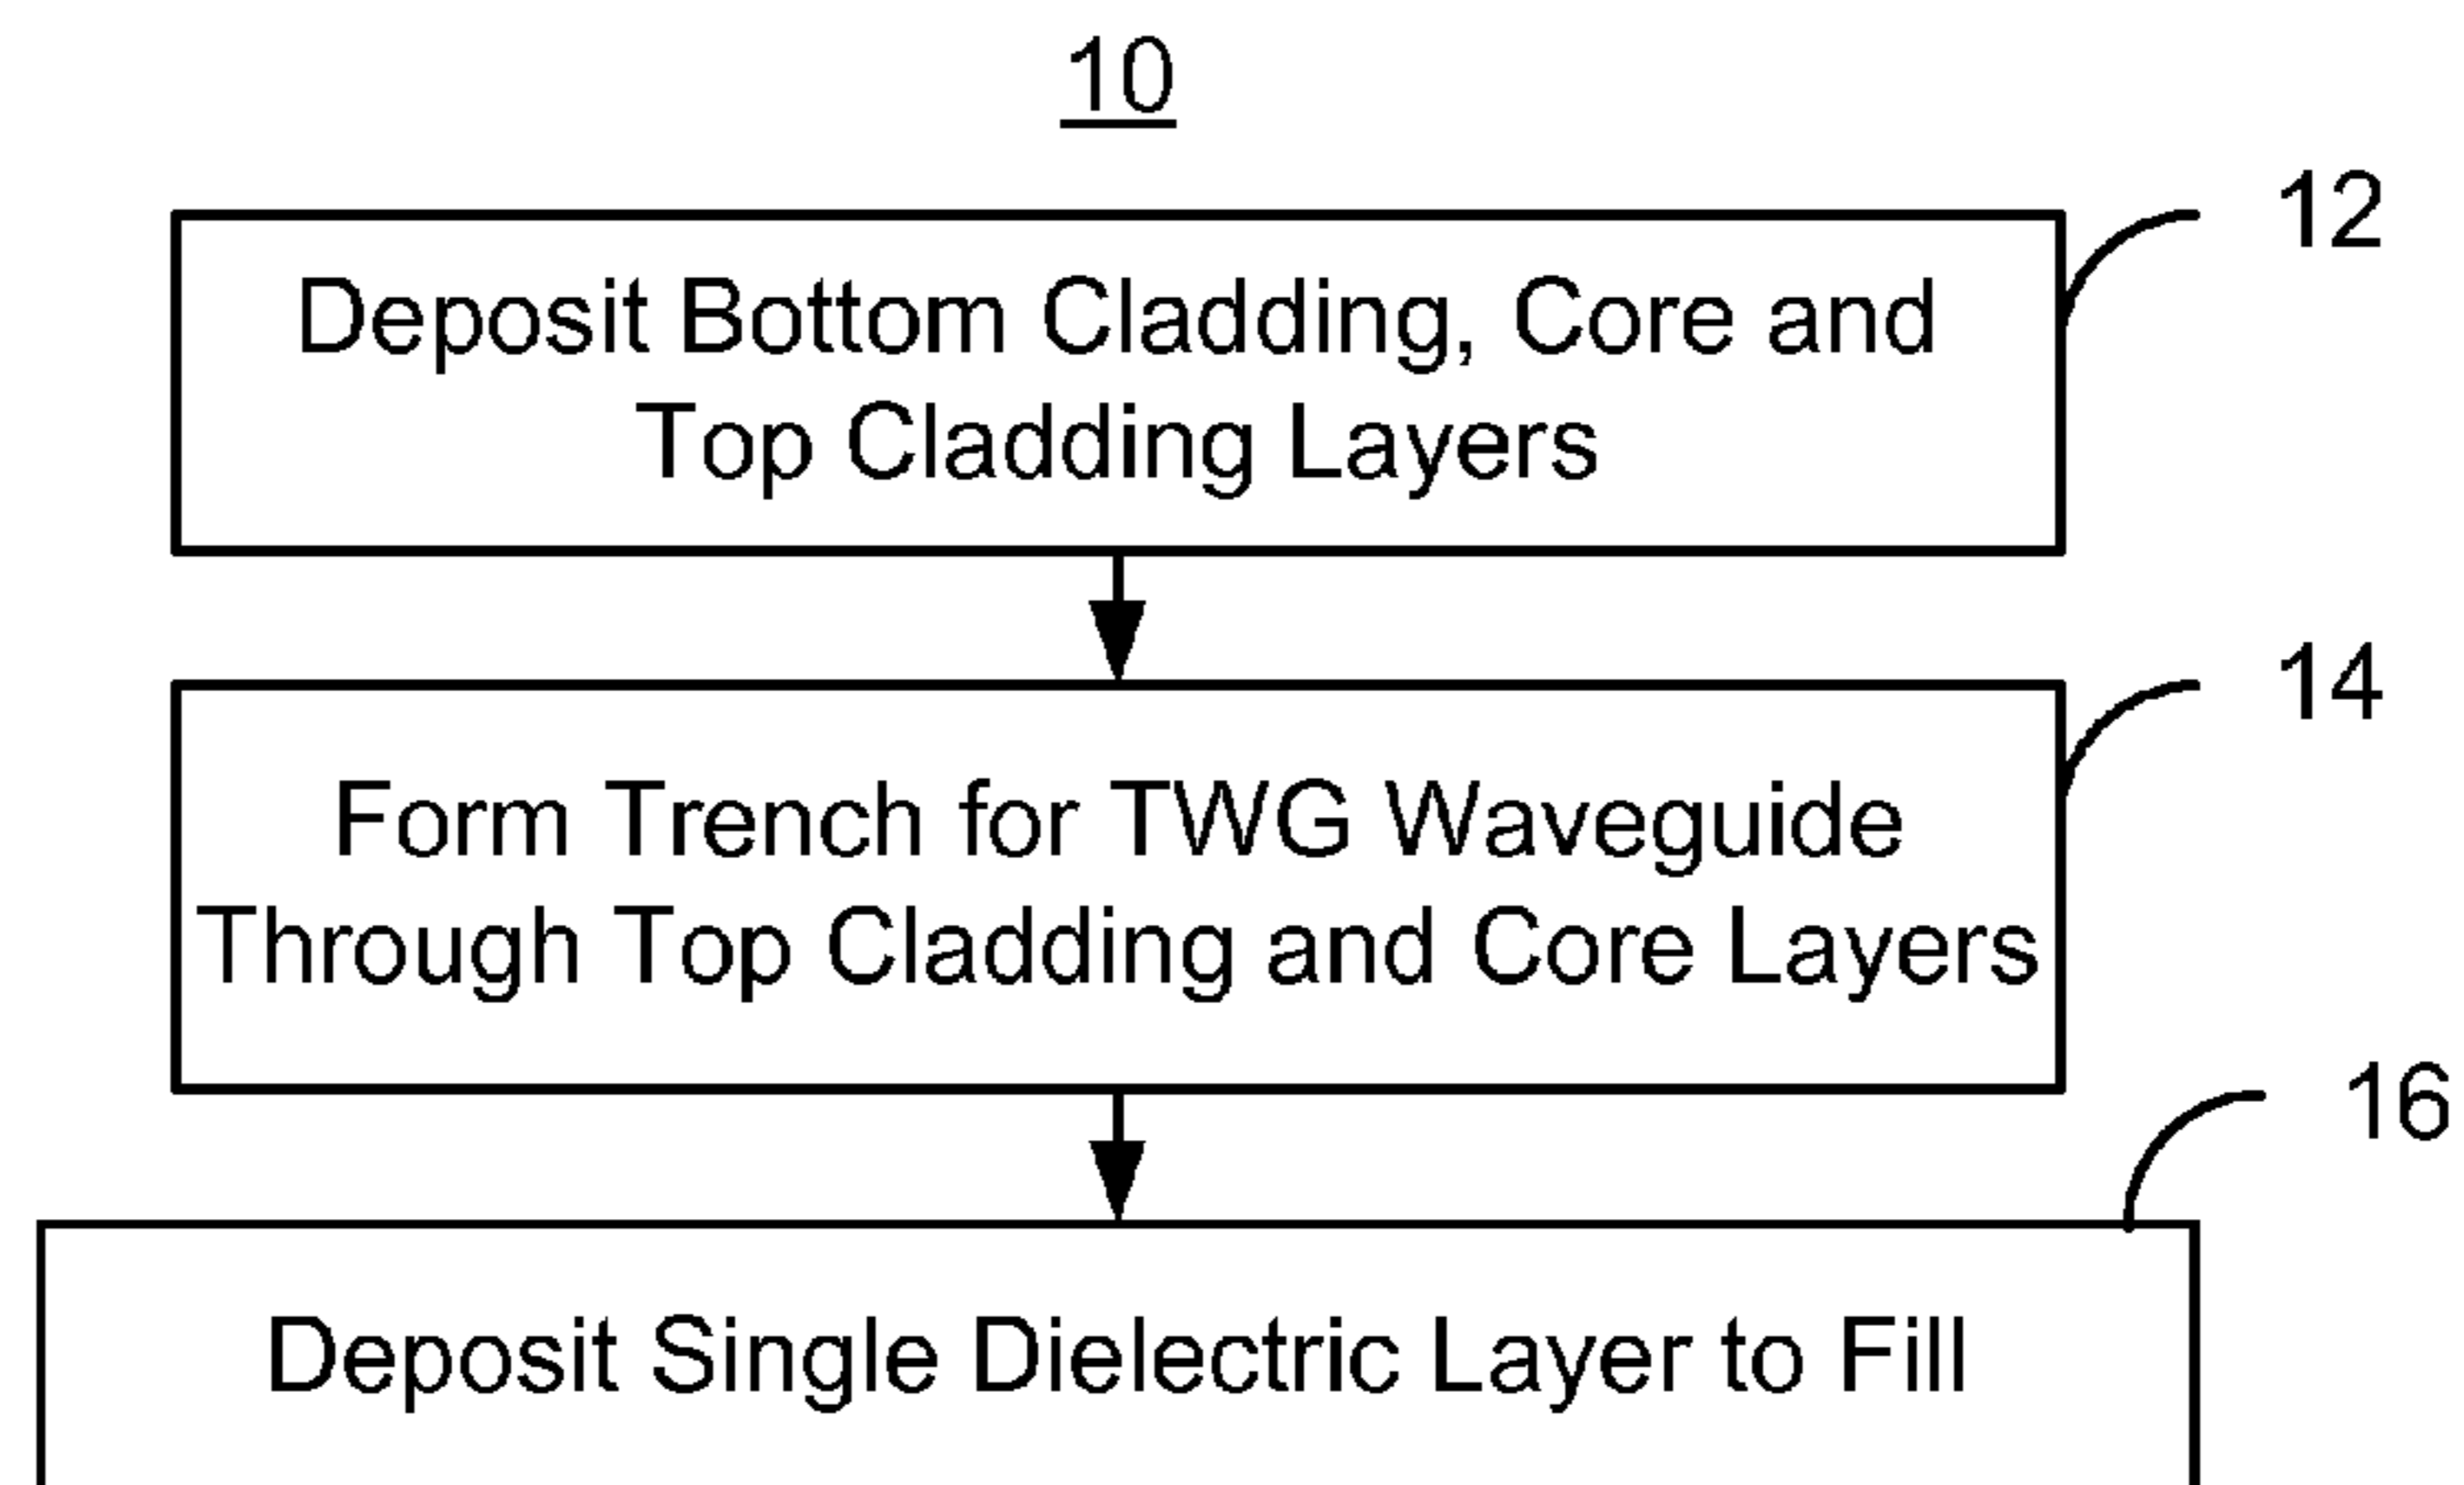 10
12
Deposit Bottom Cladding, Core and
Top Cladding Layers
14
Form Trench for TWG Waveguide
Through Top Cladding and Core Layers
16
Deposit Single Dielectric Layer to Fill